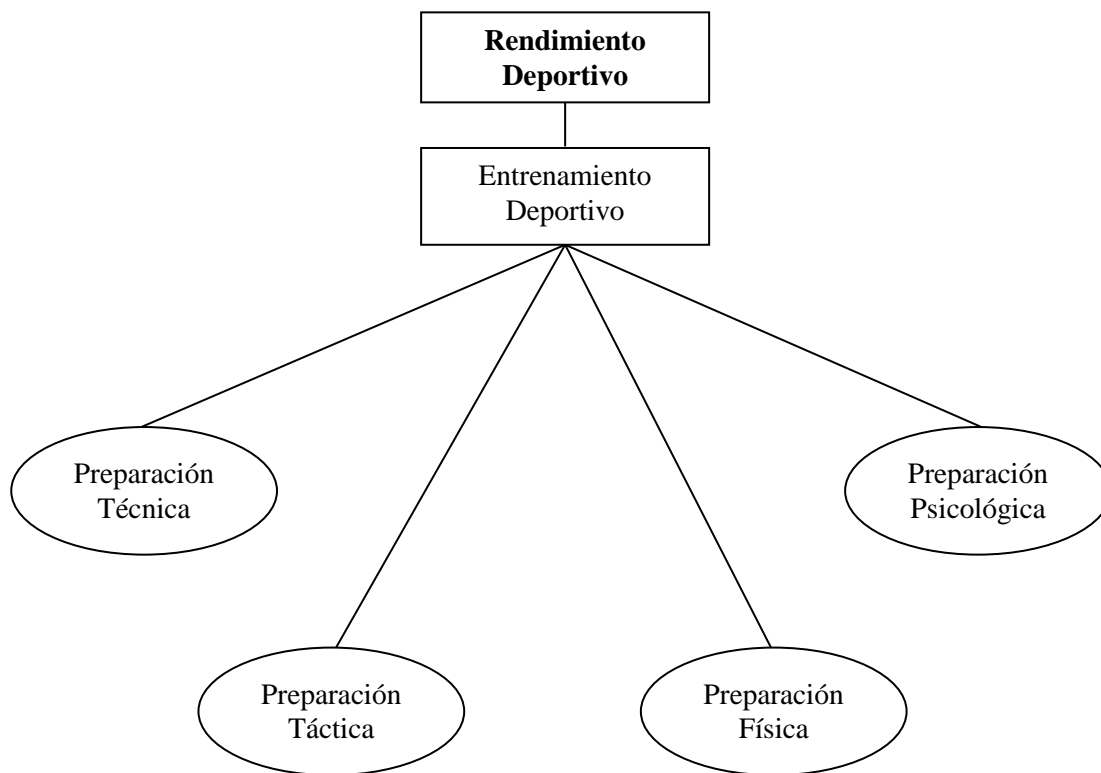 Rendimiento
Deportivo
Entrenamiento
Deportivo
Preparación
Técnica
Preparación
Psicológica
Preparación
Táctica
Preparación
Física